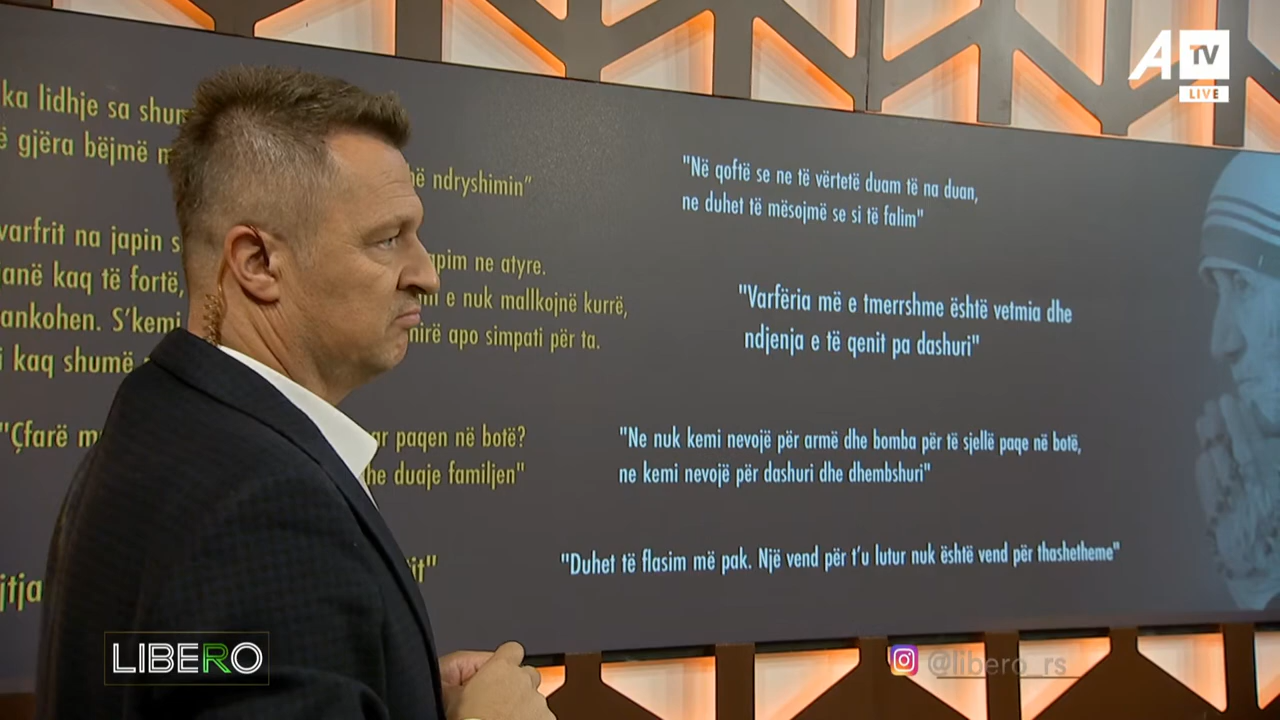 A TV
LIVE
ka lidhje sa
gjëra bëjmë
ndryshimin"
varfrit na japin
janë kaq të fortë,
ne atyre.
e nuk mallkojnë kurrë,
ankohen. S'kemi
apo simpati për ta.
kaq shumë
"Çfarë
paqen në botë?
duaje familjen"
"Në qoftë se ne të vërtetë duam të na duan,
ne duhet të mësojmë se si të falim"
"Varfëria më e tmerrshme është vetmia dhe
ndjenja e të qenit pa dashuri"
"Ne nuk kemi nevojë për armë dhe bomba për të sjellë paqe në botë,
ne kemi nevojë për dashuri dhe dhembshuri"
"Duhet të flasim më pak. Një vend për t'u lutur nuk është vend për thashetheme"
LIBERO
@libero_rs